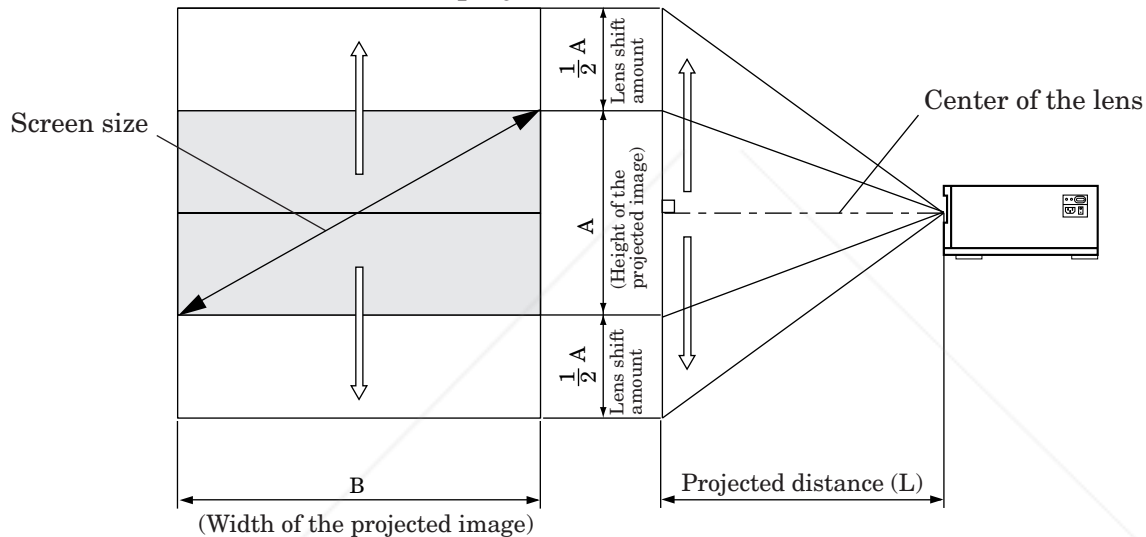 1/2 A
Lens shift
amount
Screen size
Center of the lens
A
(Height of the
projected image)
1/2 A
Lens shift
amount
B
(Width of the projected image)
Projected distance (L)